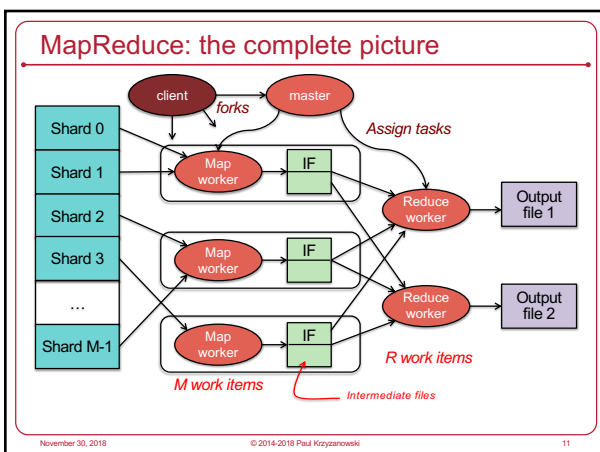 MapReduce: the complete picture
client
forks
master
Assign tasks
Shard 0
Shard 1
Shard 2
Shard 3
...
Shard M-1
Map
worker
IF
Map
worker
IF
Map
worker
IF
Reduce
worker
Reduce
worker
Output
file 1
Output
file 2
M work items
R work items
Intermediate files
November 30, 2018
© 2014-2018 Paul Krzyzanowski
11